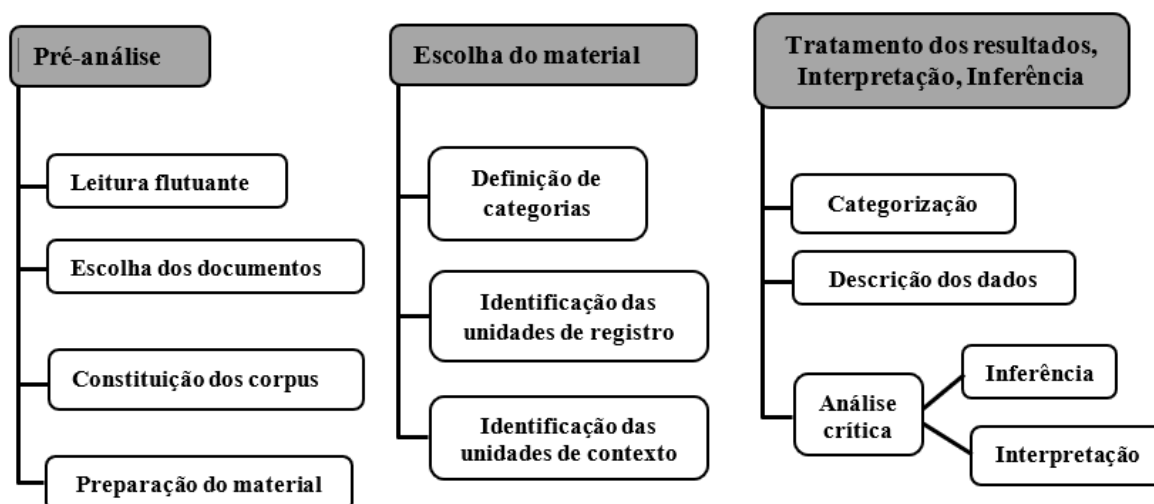 Pré-análise
Leitura flutuante
Escolha dos documentos
Constituição dos corpus
Preparação do material
Escolha do material
Definição de
categorias
Identificação das
unidades de registro
Identificação das
unidades de contexto
Tratamento dos resultados,
Interpretação, Inferência
Categorização
Descrição dos dados
Análise
crítica
Inferência
Interpretação